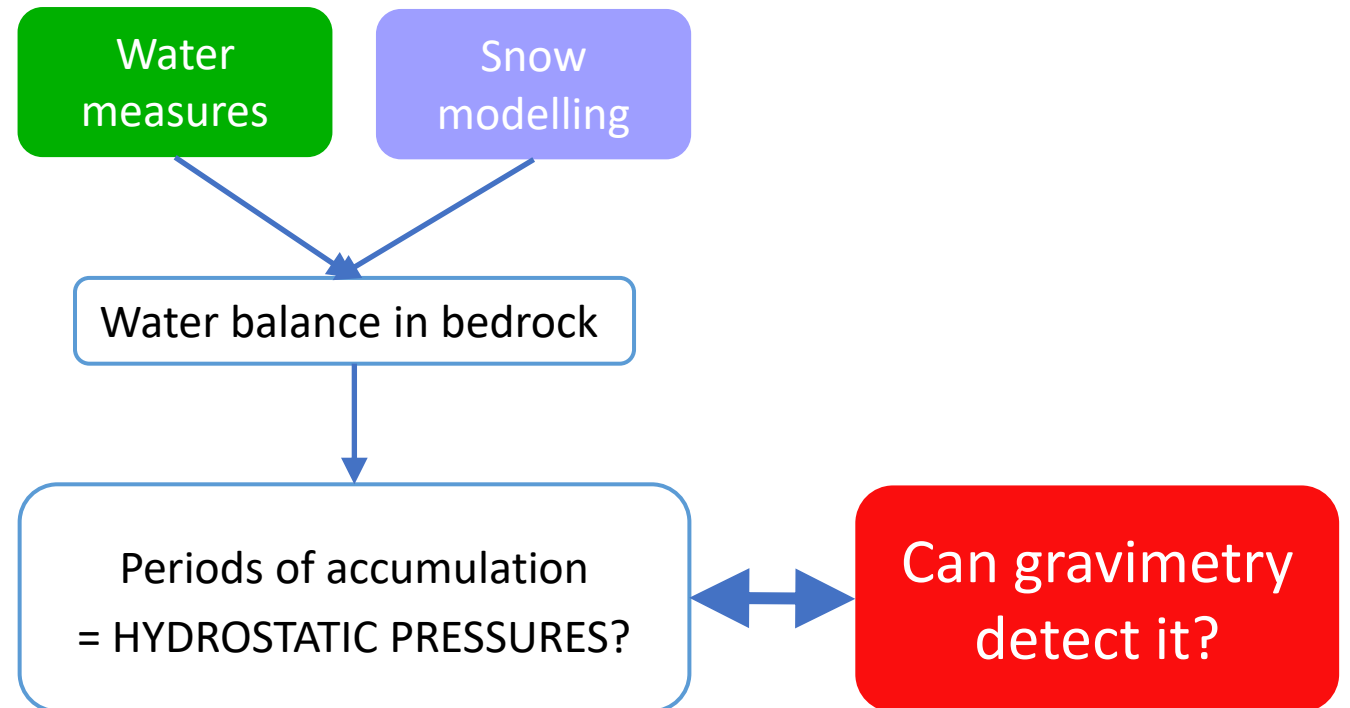 Water
measures
Snow
modelling
Water balance in bedrock
Periods of accumulation
= HYDROSTATIC PRESSURES?
Can gravimetry
detect it?